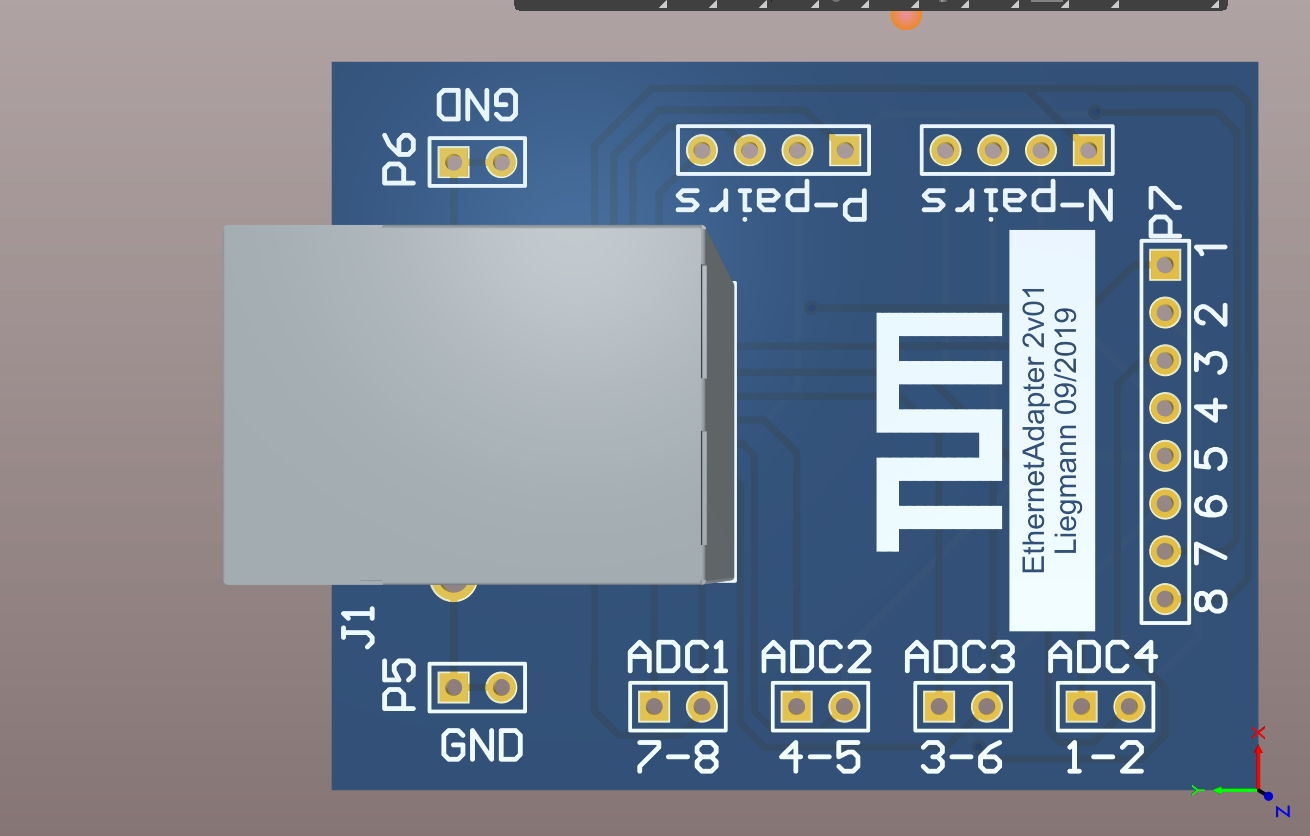 GND
P6
P-pairs
N-pairs
P7
1
2
3
4
5
6
7
8
EthernetAdapter 2v01
Liegmann 09/2019
TUM
J1
P5
GND
ADC1 ADC2 ADC3 ADC4
7-8 4-5 3-6 1-2
X
Y
Z